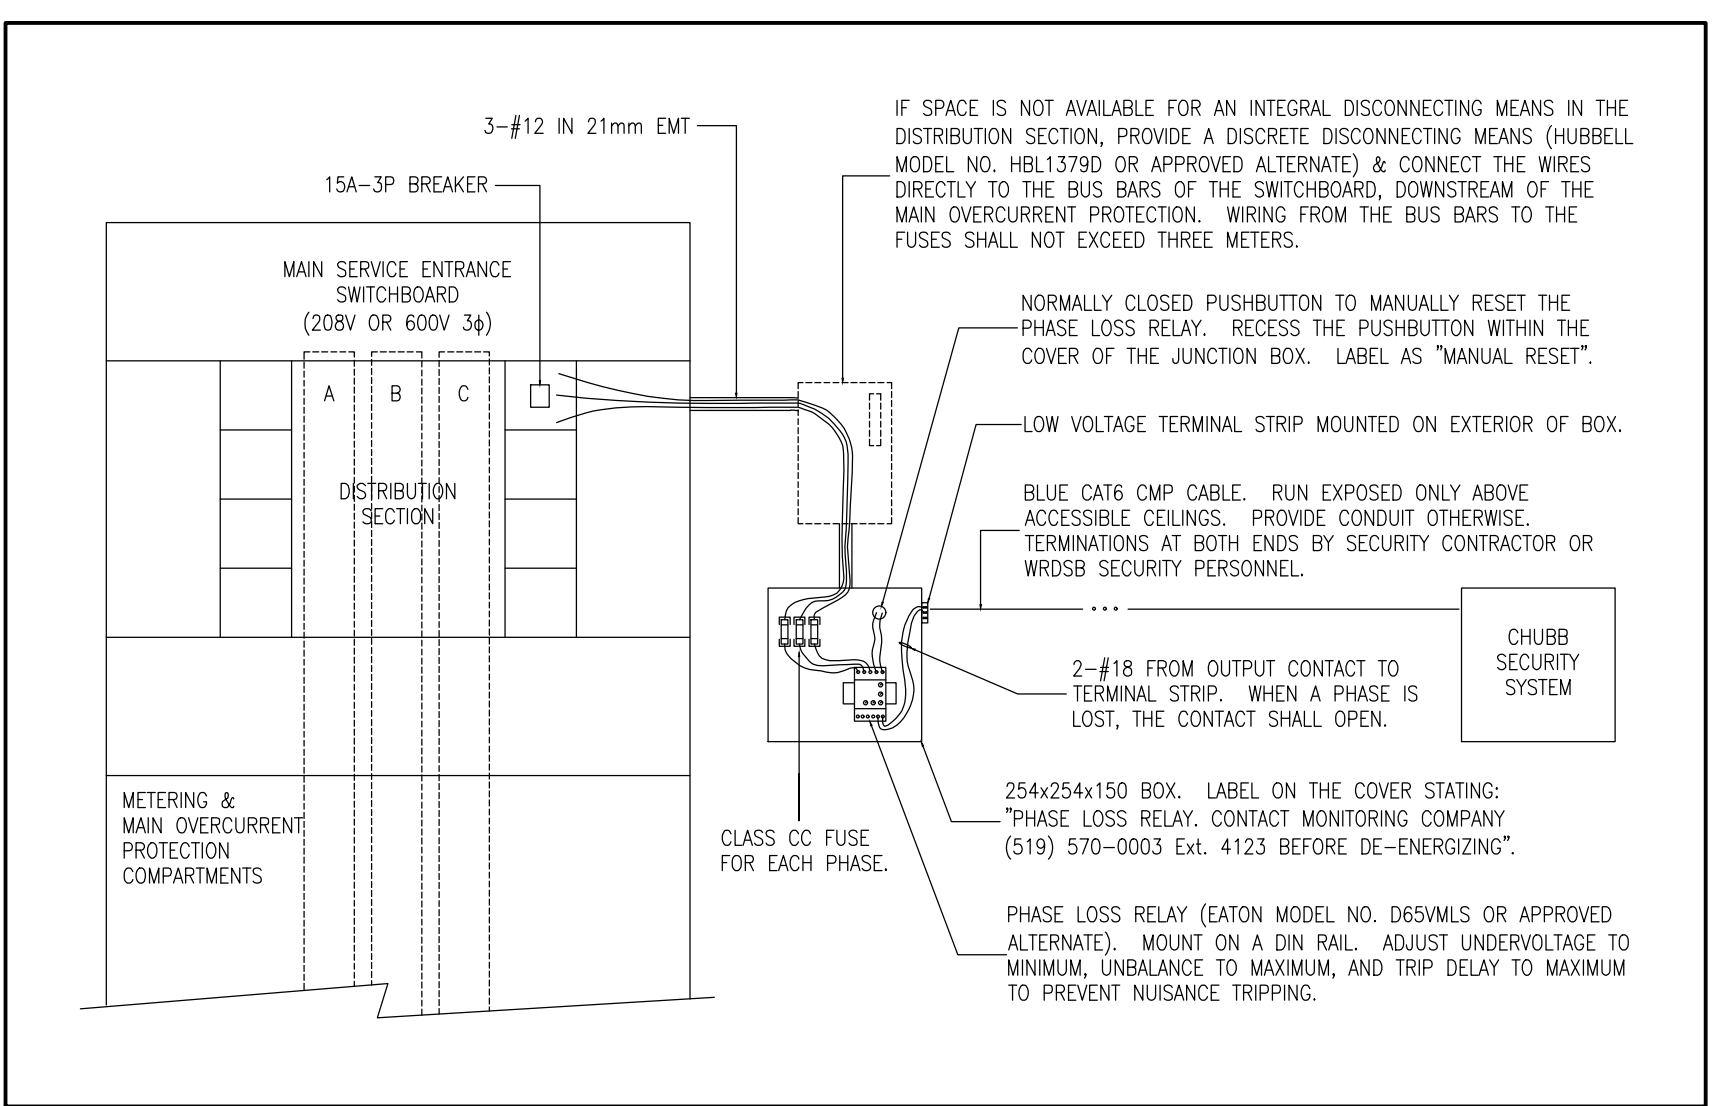 IF SPACE IS NOT AVAILABLE FOR AN INTEGRAL DISCONNECTING MEANS IN THE
DISTRIBUTION SECTION, PROVIDE A DISCRETE DISCONNECTING MEANS (HUBBELL
MODEL NO. HBL1379D OR APPROVED ALTERNATE) & CONNECT THE WIRES
DIRECTLY TO THE BUS BARS OF THE SWITCHBOARD, DOWNSTREAM OF THE
MAIN OVERCURRENT PROTECTION. WIRING FROM THE BUS BARS TO THE
FUSES SHALL NOT EXCEED THREE METERS.
3-#12 IN 21mm EMT
15A-3P BREAKER
MAIN SERVICE ENTRANCE
SWITCHBOARD
(208V OR 600V 3ϕ)
NORMALLY CLOSED PUSHBUTTON TO MANUALLY RESET THE
PHASE LOSS RELAY. RECESS THE PUSHBUTTON WITHIN THE
COVER OF THE JUNCTION BOX. LABEL AS "MANUAL RESET".
A
B
C
LOW VOLTAGE TERMINAL STRIP MOUNTED ON EXTERIOR OF BOX.
DISTRIBUTION
SECTION
BLUE CAT6 CMP CABLE. RUN EXPOSED ONLY ABOVE
ACCESSIBLE CEILINGS. PROVIDE CONDUIT OTHERWISE.
TERMINATIONS AT BOTH ENDS BY SECURITY CONTRACTOR OR
WRDSB SECURITY PERSONNEL.
CHUBB
SECURITY
SYSTEM
2-#18 FROM OUTPUT CONTACT TO
TERMINAL STRIP. WHEN A PHASE IS
LOST, THE CONTACT SHALL OPEN.
METERING &
MAIN OVERCURRENT
PROTECTION
COMPARTMENTS
254x254x150 BOX. LABEL ON THE COVER STATING:
"PHASE LOSS RELAY. CONTACT MONITORING COMPANY
(519) 570-0003 Ext. 4123 BEFORE DE-ENERGIZING".
CLASS CC FUSE
FOR EACH PHASE.
PHASE LOSS RELAY (EATON MODEL NO. D65VMLS OR APPROVED
ALTERNATE). MOUNT ON A DIN RAIL. ADJUST UNDERVOLTAGE TO
MINIMUM, UNBALANCE TO MAXIMUM, AND TRIP DELAY TO MAXIMUM
TO PREVENT NUISANCE TRIPPING.